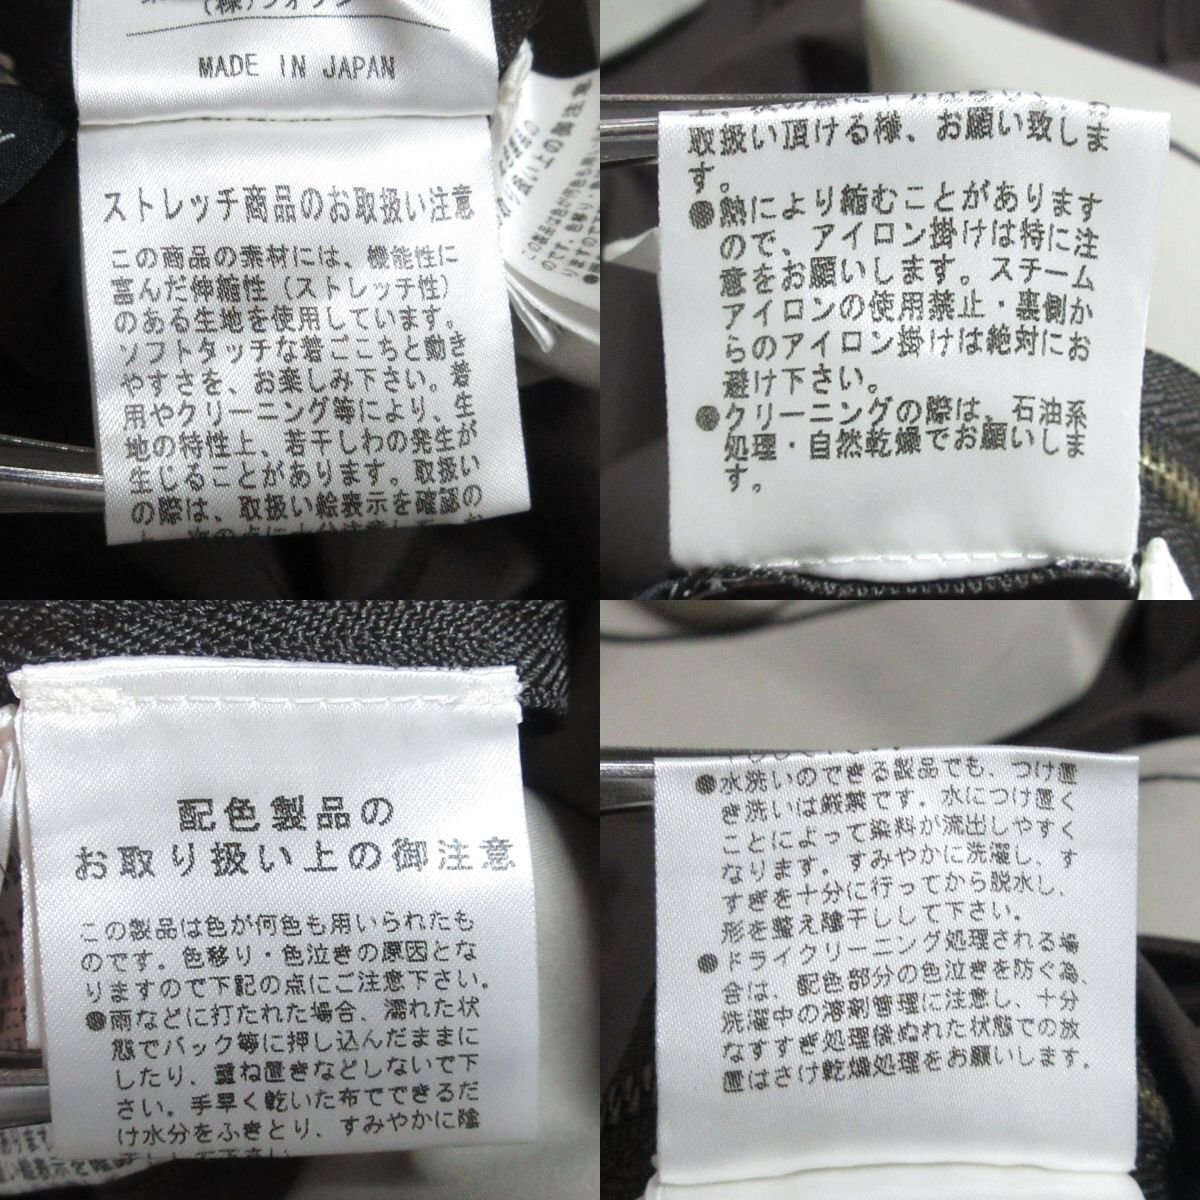 MADE IN JAPAN
ストレッチ商品のお取扱い注意
この商品の素材には、機能性に
富んだ伸縮性（ストレッチ性）
のある生地を使用しています。
ソフトタッチな着ごこちと動き
やすさを、お楽しみ下さい。着
用やクリーニング等により、生
地の特性上、若干しわの発生が
生じることがあります。取扱い
の際は、取扱い絵表示を確認の
取扱い頂ける様、お願い致しま
す。
●熱により縮むことがあります
ので、アイロン掛けは特に注
意をお願いします。スチーム
アイロンの使用禁止・裏側か
らのアイロン掛けは絶対にお
避け下さい。
●クリーニングの際は、石油系
処理・自然乾燥でお願いしま
す。
配色製品の
お取り扱い上の御注意
この製品は色が何色も用いられたも
のです。色移り・色泣きの原因とな
りますので下記の点にご注意下さい。
●雨などに打たれた場合、濡れた状
態でバック等に押し込んだままに
したり、重ね置きなどしないで下
さい。手早く乾いた布でできるだ
け水分をふきとり、すみやかに陰
干しして下さい。
●水洗いのできる製品でも、つけ置
き洗いは厳禁です。水につけ置く
ことによって染料が流出しやすく
なります。すみやかに洗濯し、す
すぎを十分に行ってから脱水し、
形を整え陰干しして下さい。
●ドライクリーニング処理される場
合は、配色部分の色泣きを防ぐ為、
洗濯中の溶剤管理に注意し、十分
なすすぎ処理後ぬれた状態での放
置はさけ乾燥処理をお願いします。